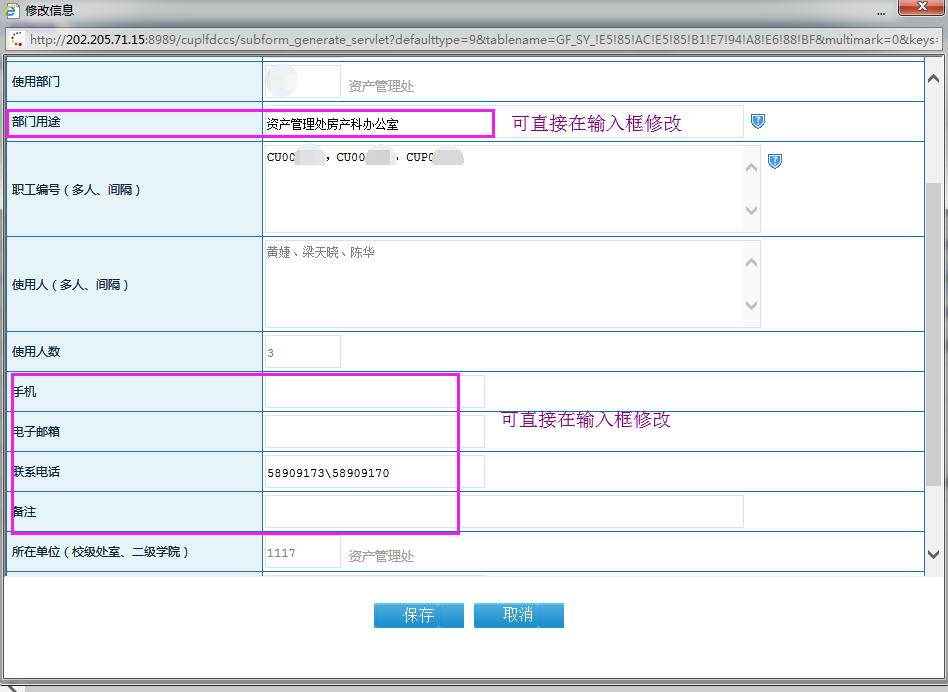 修改信息
...
http://202.205.71.15:8989/cuplfdccs/subform_generate_servlet?defaulttype=9&tablename=GF_SY_!E5!85!AC!E5!85!B1!E7!94!A8!E6!88!BF&multimark=0&keys=
使用部门 资产管理处
部门用途 资产管理处房产科办公室 可直接在输入框修改
CU00 , CU00 , CUP0
职工编号(多人、间隔)
黄婕、梁天晓、陈华
使用人(多人、间隔)
使用人数 3
手机
可直接在输入框修改
电子邮箱
联系电话 58909173\58909170
备注
所在单位(校级处室、二级学院) 1117 资产管理处
保存 取消